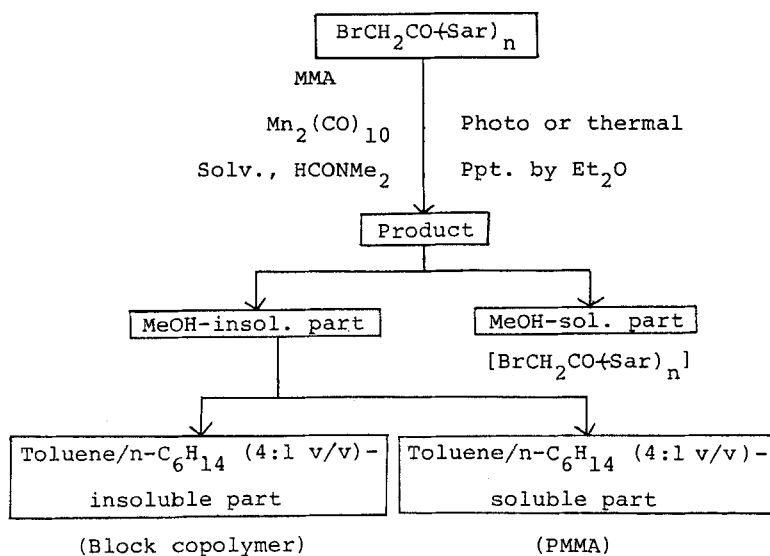 BrCH₂CO(Sar)ₙ
MMA
Mn₂(CO)₁₀ Photo or thermal
Solv., HCONMe₂ Ppt. by Et₂O
Product
MeOH-insol. part MeOH-sol. part
[BrCH₂CO(Sar)ₙ]
Toluene/n-C₆H₁₄ (4:1 v/v)- Toluene/n-C₆H₁₄ (4:1 v/v)-
insoluble part soluble part
(Block copolymer) (PMMA)